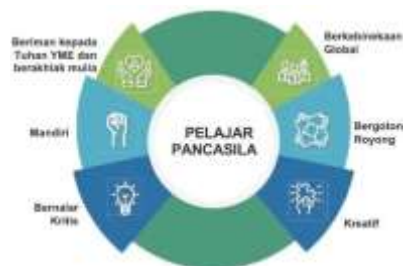 Beriman kepada
Tuhan YME dan
berakhlak mulia
Berkebinekaan
Global
Mandiri
PELAJAR
PANCASILA
Bergotong
Royong
Bernalar
Kritis
Kreatif